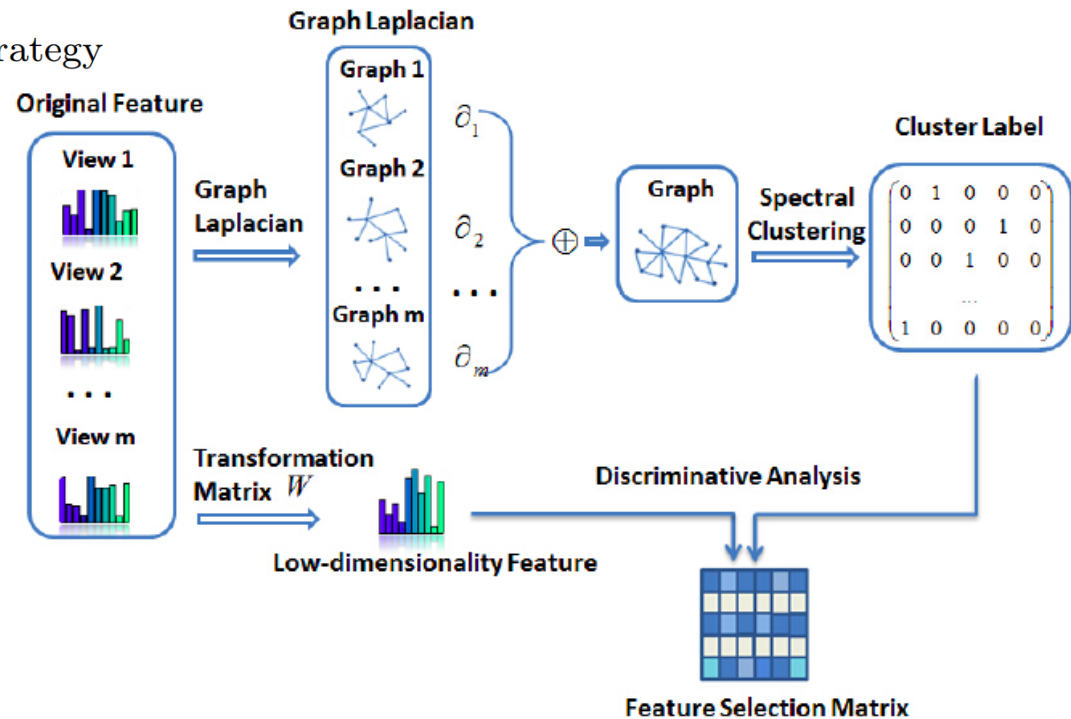 rategy
Original Feature
View 1
View 2
...
View m
Graph
Laplacian
Graph Laplacian
Graph 1
Graph 2
...
Graph m
∂1
∂2
...
∂m
⊕
Graph
Spectral
Clustering
Cluster Label
0 1 0 0 0
0 0 0 1 0
0 0 1 0 0
...
1 0 0 0 0
Transformation
Matrix W
Low-dimensionality Feature
Discriminative Analysis
Feature Selection Matrix